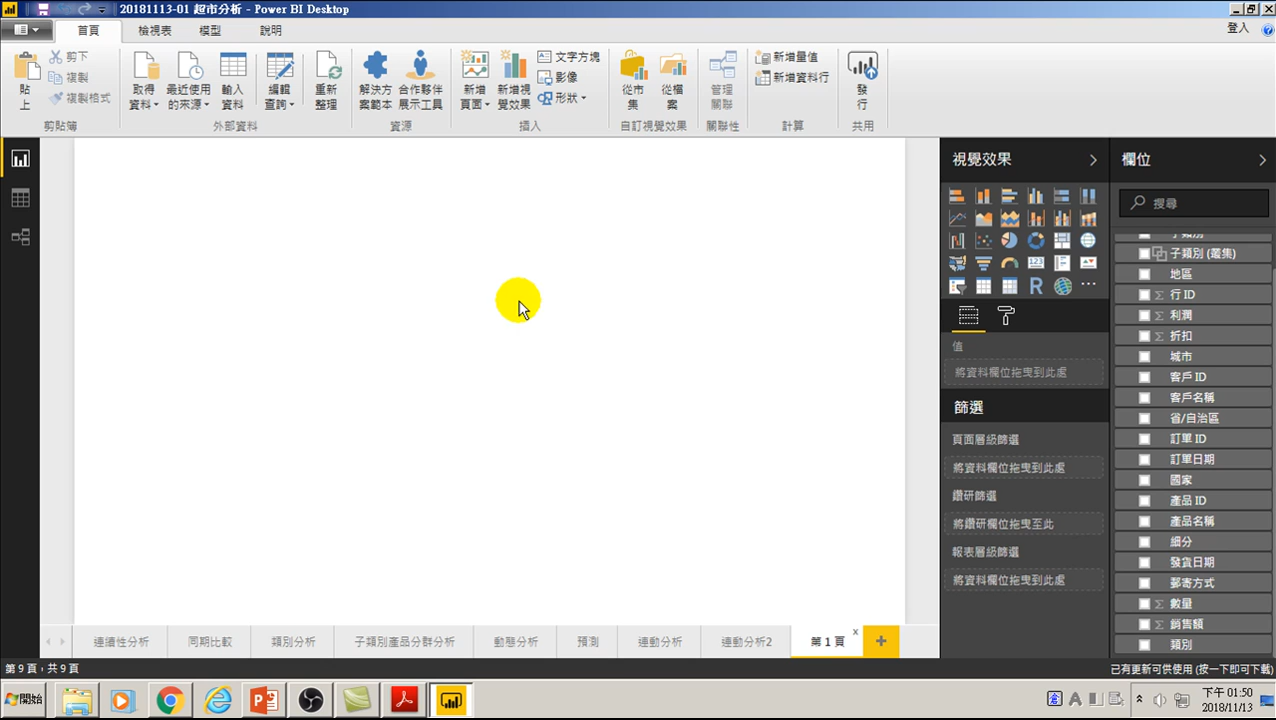 20181113-01 超市分析 - Power BI Desktop
首頁
檢視表
模型
說明
登入
貼上
剪下
複製
複製格式
剪貼簿
取得資料
最近使用的來源
輸入資料
編輯查詢
外部資料
重新整理
解決方案範本
合作夥伴展示工具
資源
新增頁面
新增視覺效果
文字方塊
影像
形狀
插入
從市集
從檔案
自訂視覺效果
管理關聯
關聯性
新增量值
新增資料行
計算
發行
共用
視覺效果
123
R
值
將資料欄位拖曳到此處
篩選
頁面層級篩選
將資料欄位拖曳到此處
鑽研篩選
將鑽研欄位拖曳至此
報表層級篩選
將資料欄位拖曳到此處
欄位
搜尋
子類別 (叢集)
地區
Σ 行 ID
Σ 利潤
Σ 折扣
城市
客戶 ID
客戶名稱
省/自治區
訂單 ID
訂單日期
國家
產品 ID
產品名稱
細分
發貨日期
郵寄方式
Σ 數量
Σ 銷售額
類別
連續性分析
同期比較
類別分析
子類別產品分群分析
動態分析
預測
連動分析
連動分析2
第 1 頁
x
+
第 9 頁，共 9 頁
已有更新可供使用 (按一下即可下載)
開始
下午 01:50
2018/11/13